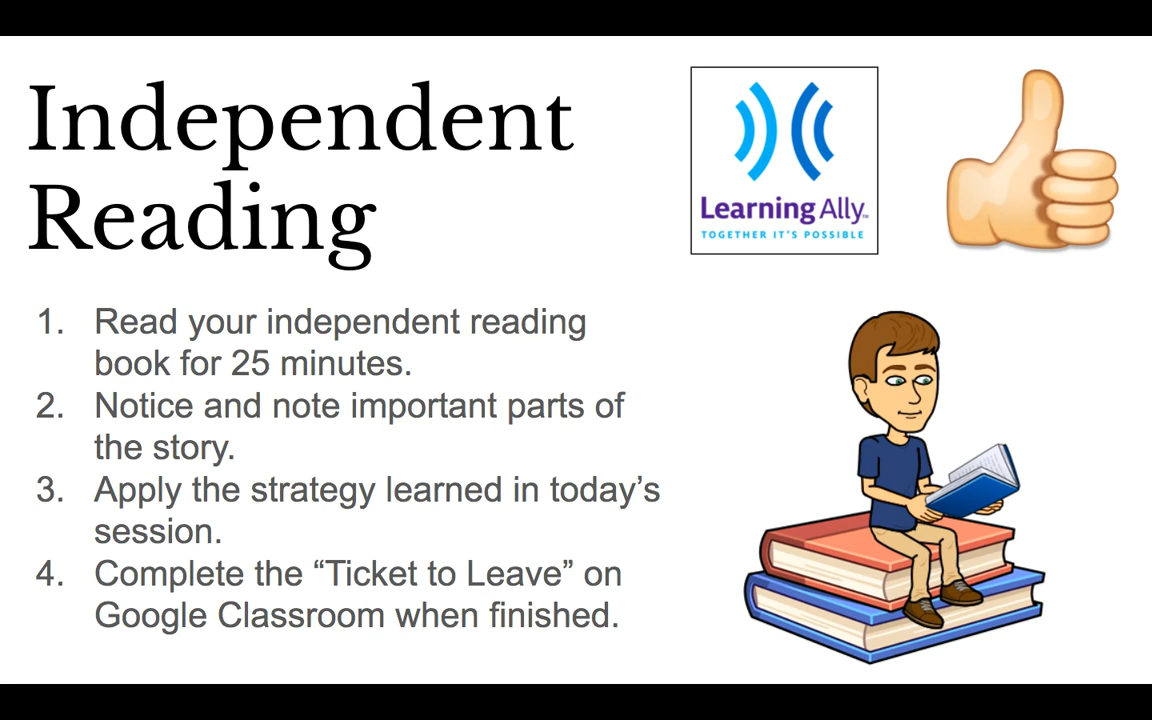 Independent
Reading
Learning Ally™
TOGETHER IT'S POSSIBLE
1. Read your independent reading
book for 25 minutes.
2. Notice and note important parts of
the story.
3. Apply the strategy learned in today’s
session.
4. Complete the “Ticket to Leave” on
Google Classroom when finished.